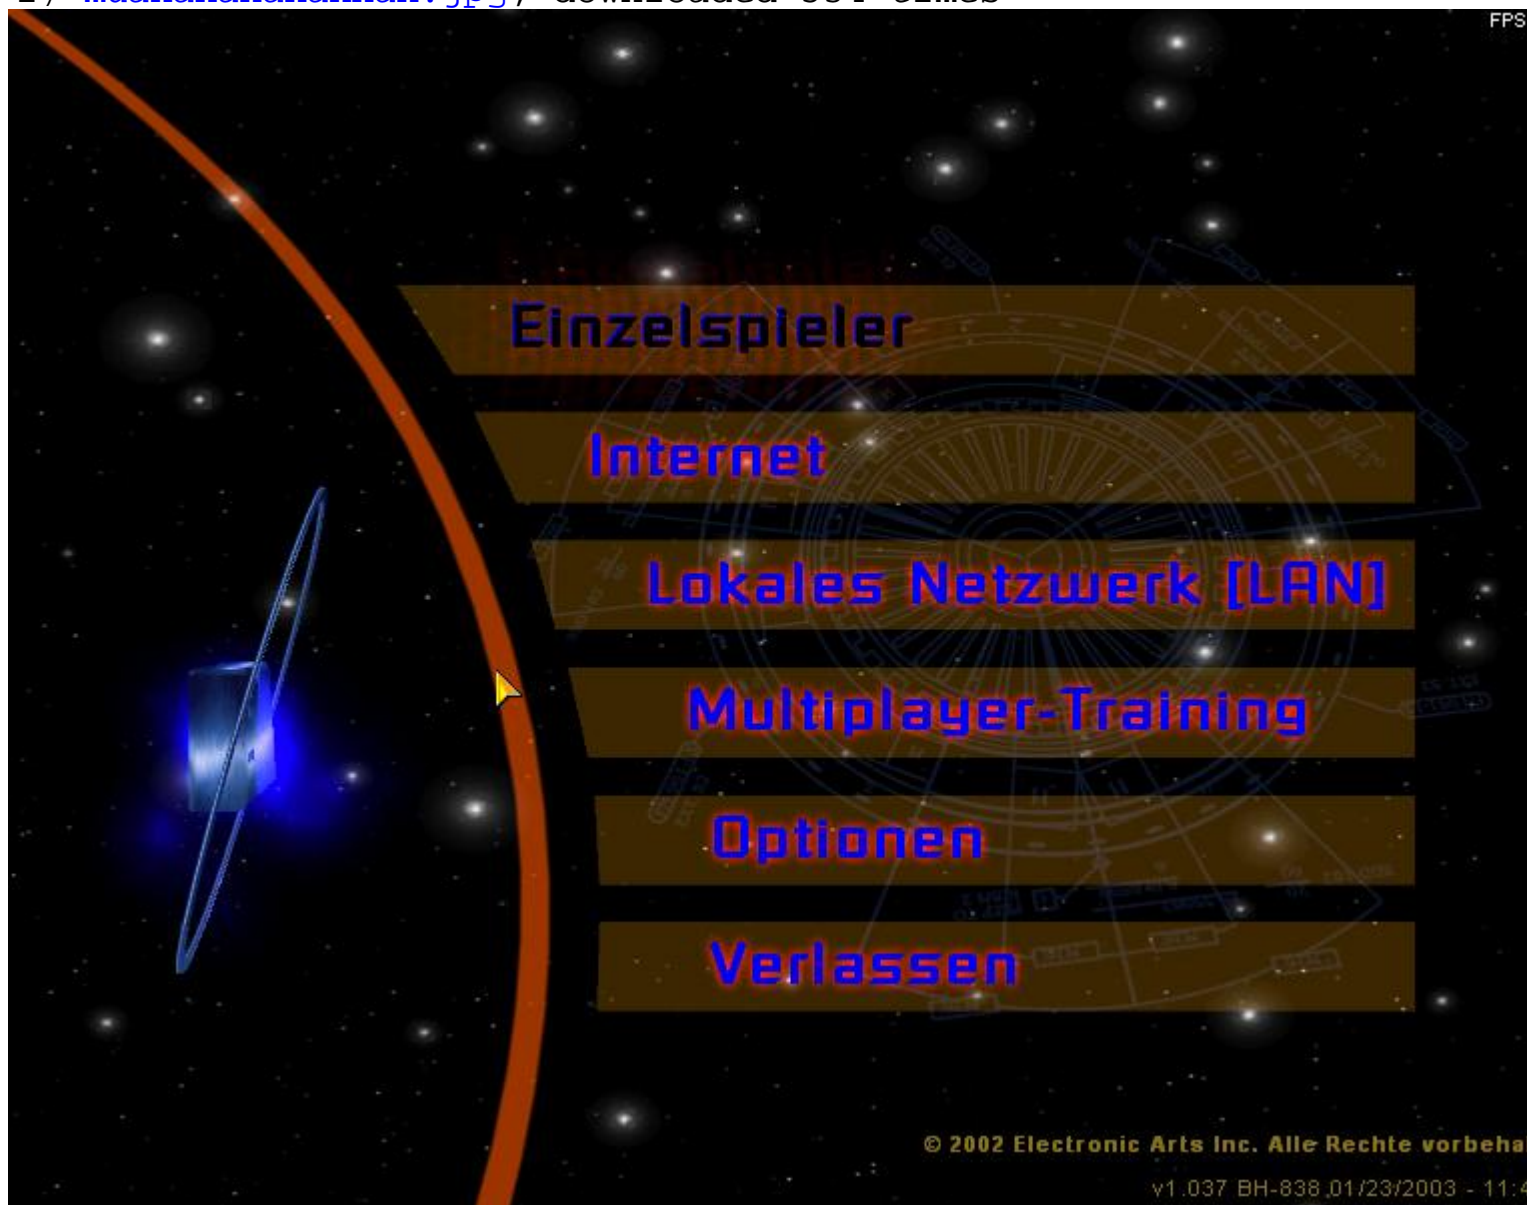 FPS
Einzelspieler
Internet
Lokales Netzwerk [LAN]
Multiplayer-Training
Optionen
Verlassen
© 2002 Electronic Arts Inc. Alle Rechte vorbeha
v1.037 BH-838 01/23/2003 - 11:4